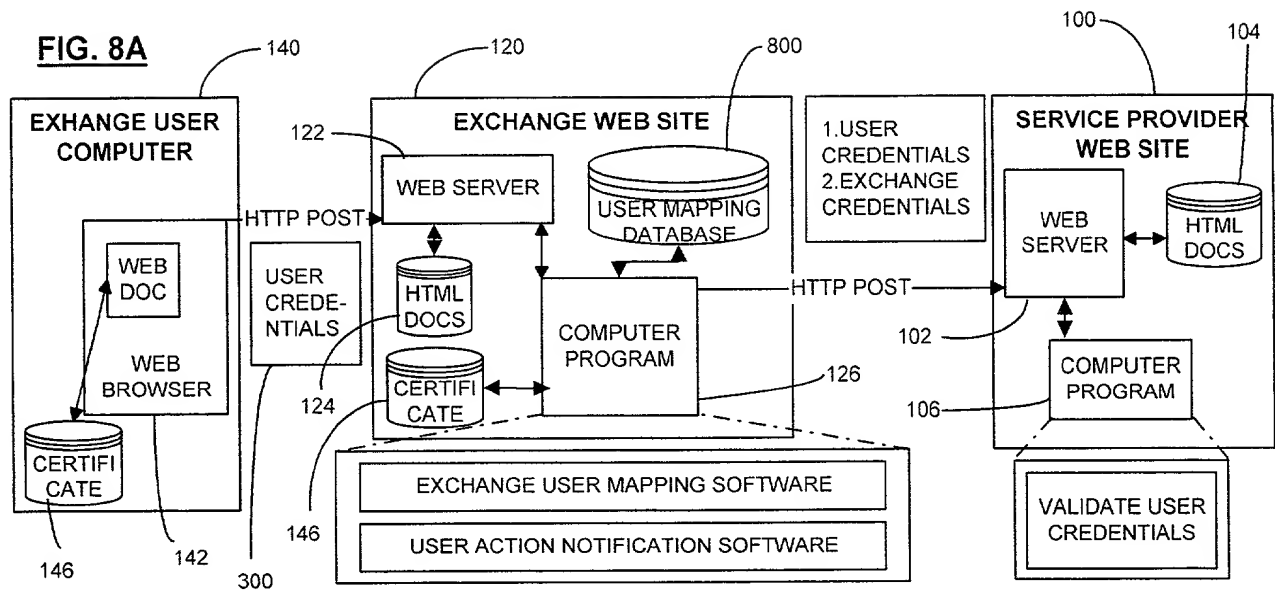 FIG. 8A
140
120
800
100
104
EXHANGE USER
COMPUTER
122
EXCHANGE WEB SITE
1.USER
CREDENTIALS
2.EXCHANGE
CREDENTIALS
SERVICE PROVIDER
WEB SITE
WEB SERVER
USER MAPPING
DATABASE
HTTP POST
WEB
SERVER
HTML
DOCS
WEB
DOC
USER
CREDE-
NTIALS
HTML
DOCS
HTTP POST
COMPUTER
PROGRAM
102
WEB
BROWSER
124
CERTIFI
CATE
126
106
COMPUTER
PROGRAM
CERTIFI
CATE
146
142
300
146
EXCHANGE USER MAPPING SOFTWARE
USER ACTION NOTIFICATION SOFTWARE
VALIDATE USER
CREDENTIALS